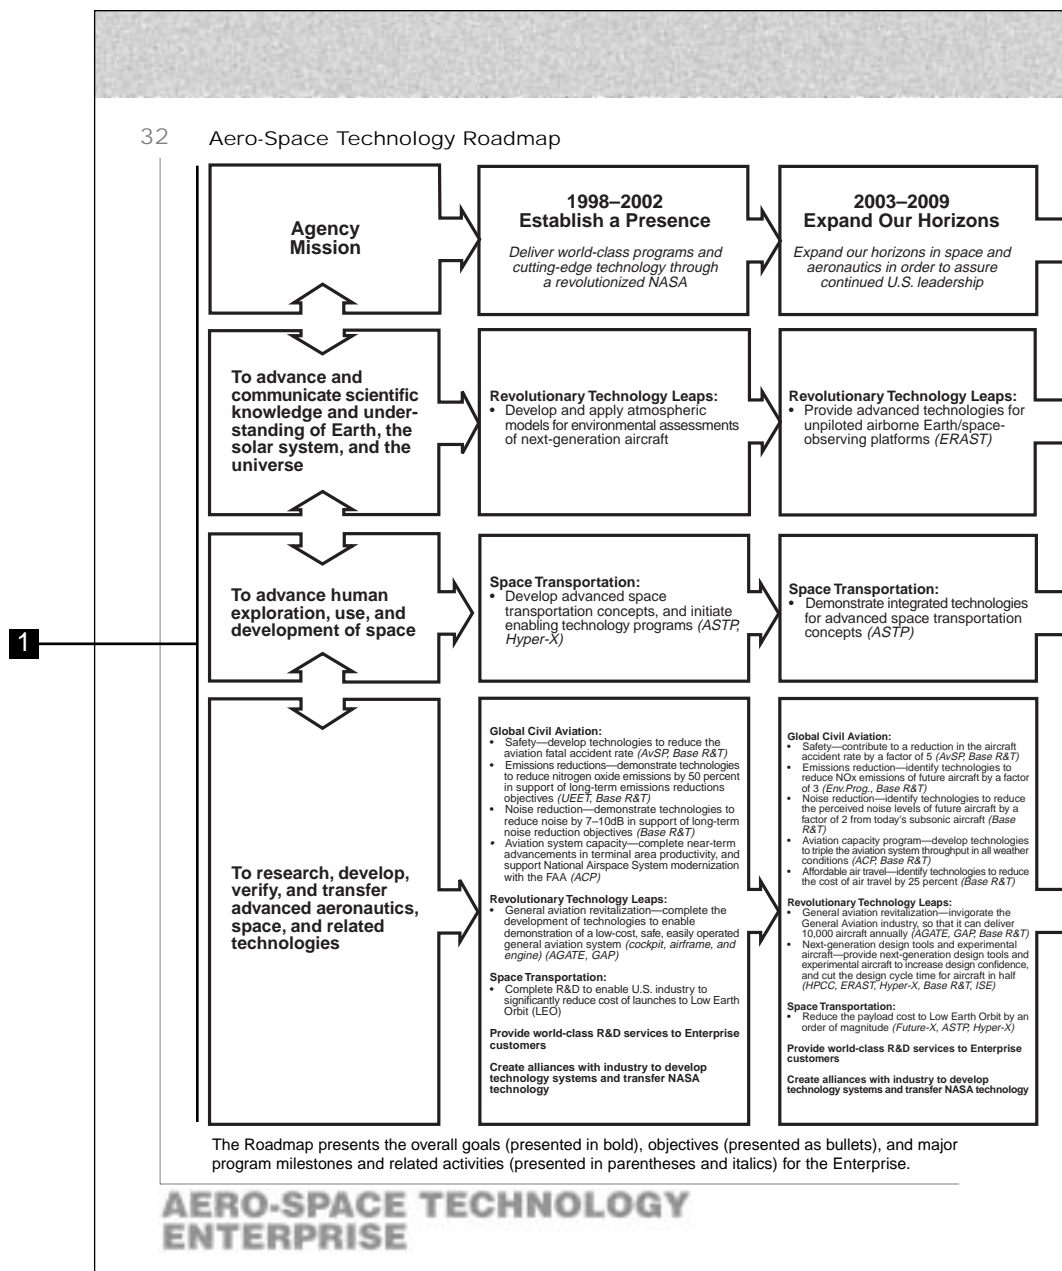 32
Aero-Space Technology Roadmap
Agency
Mission
1998–2002
Establish a Presence
Deliver world-class programs and
cutting-edge technology through
a revolutionized NASA
2003–2009
Expand Our Horizons
Expand our horizons in space and
aeronautics in order to assure
continued U.S. leadership
To advance and
communicate scientific
knowledge and under-
standing of Earth, the
solar system, and the
universe
Revolutionary Technology Leaps:
• Develop and apply atmospheric
models for environmental assessments
of next-generation aircraft
Revolutionary Technology Leaps:
• Provide advanced technologies for
unpiloted airborne Earth/space-
observing platforms (ERAST)
1
To advance human
exploration, use, and
development of space
Space Transportation:
• Develop advanced space
transportation concepts, and initiate
enabling technology programs (ASTP,
Hyper-X)
Space Transportation:
• Demonstrate integrated technologies
for advanced space transportation
concepts (ASTP)
To research, develop,
verify, and transfer
advanced aeronautics,
space, and related
technologies
Global Civil Aviation:
• Safety—develop technologies to reduce the
aviation fatal accident rate (AvSP, Base R&T)
• Emissions reductions—demonstrate technologies
to reduce nitrogen oxide emissions by 50 percent
in support of long-term emissions reductions
objectives (UEET, Base R&T)
• Noise reduction—demonstrate technologies to
reduce noise by 7–10dB in support of long-term
noise reduction objectives (Base R&T)
• Aviation system capacity—complete near-term
advancements in terminal area productivity, and
support National Airspace System modernization
with the FAA (ACP)
Revolutionary Technology Leaps:
• General aviation revitalization—complete the
development of technologies to enable
demonstration of a low-cost, safe, easily operated
general aviation system (cockpit, airframe, and
engine) (AGATE, GAP)
Space Transportation:
• Complete R&D to enable U.S. industry to
significantly reduce cost of launches to Low Earth
Orbit (LEO)
Provide world-class R&D services to Enterprise
customers
Create alliances with industry to develop
technology systems and transfer NASA
technology
Global Civil Aviation:
• Safety—contribute to a reduction in the aircraft
accident rate by a factor of 5 (AvSP, Base R&T)
• Emissions reduction—identify technologies to
reduce NOx emissions of future aircraft by a factor
of 3 (Env.Prog., Base R&T)
• Noise reduction—identify technologies to reduce
the perceived noise levels of future aircraft by a
factor of 2 from today's subsonic aircraft (Base
R&T)
• Aviation capacity program—develop technologies
to triple the aviation system throughput in all weather
conditions (ACP, Base R&T)
• Affordable air travel—identify technologies to reduce
the cost of air travel by 25 percent (Base R&T)
Revolutionary Technology Leaps:
• General aviation revitalization—invigorate the
General Aviation industry, so that it can deliver
10,000 aircraft annually (AGATE, GAP, Base R&T)
• Next-generation design tools and experimental
aircraft—provide next-generation design tools and
experimental aircraft to increase design confidence,
and cut the design cycle time for aircraft in half
(HPCC, ERAST, Hyper-X, Base R&T, ISE)
Space Transportation:
• Reduce the payload cost to Low Earth Orbit by an
order of magnitude (Future-X, ASTP, Hyper-X)
Provide world-class R&D services to Enterprise
customers
Create alliances with industry to develop
technology systems and transfer NASA technology
The Roadmap presents the overall goals (presented in bold), objectives (presented as bullets), and major
program milestones and related activities (presented in parentheses and italics) for the Enterprise.
AERO-SPACE TECHNOLOGY
ENTERPRISE